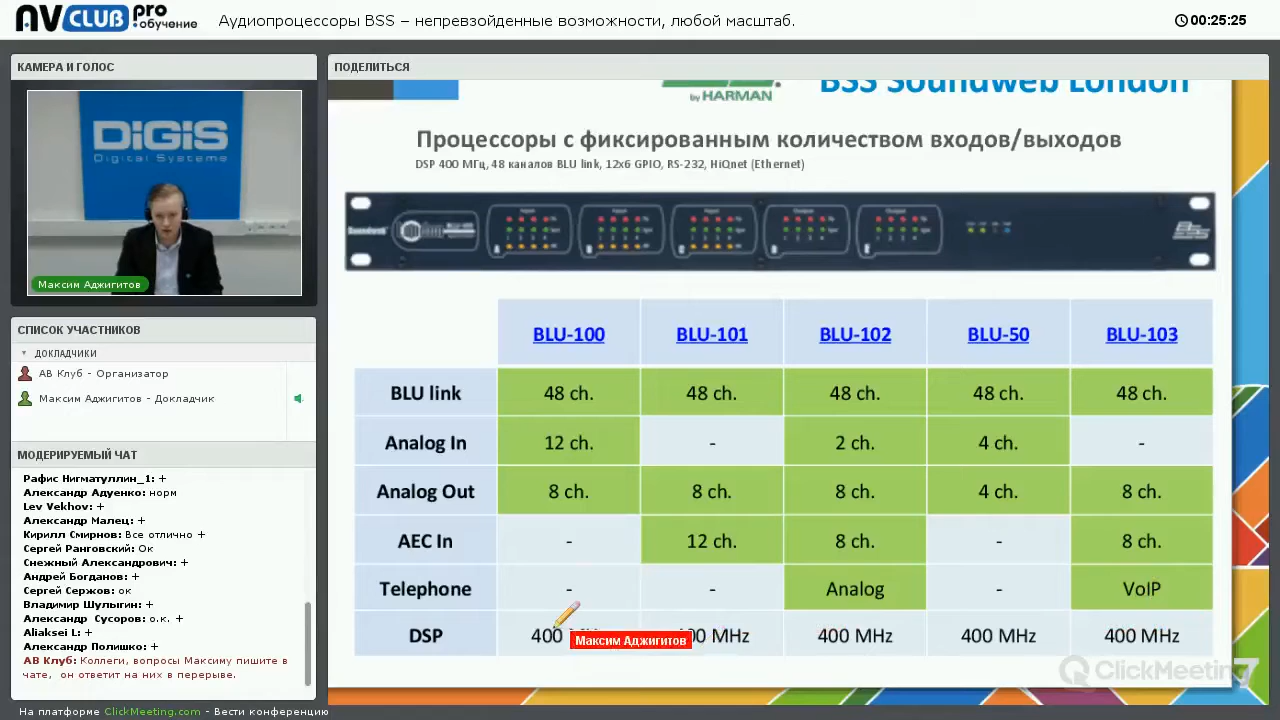 AV CLUB pro
обучение
Аудиопроцессоры BSS – непревзойденные возможности, любой масштаб.
00:25:25
КАМЕРА И ГОЛОС
DiGiS
Digital Systems
Максим Аджигитов
СПИСОК УЧАСТНИКОВ
ДОКЛАДЧИКИ
АВ Клуб - Организатор
Максим Аджигитов - Докладчик
МОДЕРИРУЕМЫЙ ЧАТ
Рафис Нигматуллин_1: +
Александр Адуенко: норм
Lev Vekhov: +
Александр Малец: +
Кирилл Смирнов: Все отлично +
Сергей Ранговский: Ок
Снежный Александрович: +
Андрей Богданов: +
Сергей Сержов: ок
Владимир Шулыгин: +
Александр Сусоров: о.к. +
Aliaksei L: +
Александр Полишко: +
АВ Клуб: Коллеги, вопросы Максиму пишите в
чате, он ответит на них в перерыве.
На платформе ClickMeeting.com - Вести конференцию
ПОДЕЛИТЬСЯ
by HARMAN
BSS Soundweb London
Процессоры с фиксированным количеством входов/выходов
DSP 400 МГц, 48 каналов BLU link, 12x6 GPIO, RS-232, HiQnet (Ethernet)
BLU-100 BLU-101 BLU-102 BLU-50 BLU-103
BLU link 48 ch. 48 ch. 48 ch. 48 ch. 48 ch.
Analog In 12 ch. - 2 ch. 4 ch. -
Analog Out 8 ch. 8 ch. 8 ch. 4 ch. 8 ch.
AEC In - 12 ch. 8 ch. - 8 ch.
Telephone - - Analog - VoIP
DSP 400 MHz 400 MHz 400 MHz 400 MHz
Максим Аджигитов
ClickMeeting